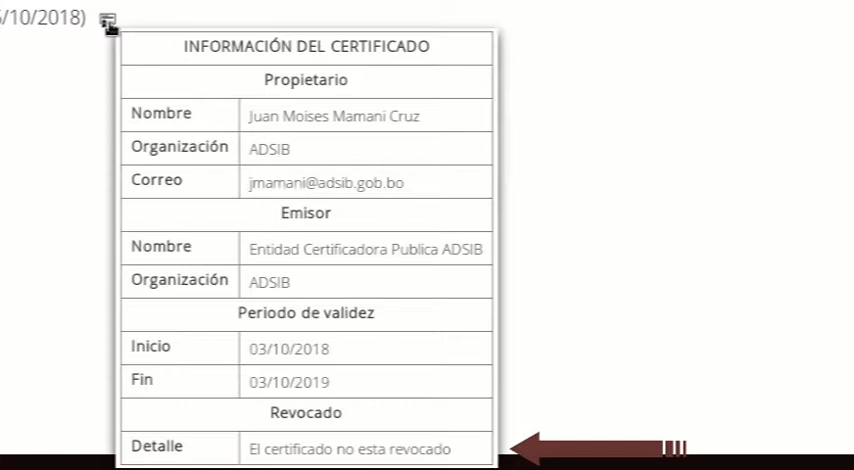 /10/2018)
INFORMACIÓN DEL CERTIFICADO
Propietario
Nombre Juan Moises Mamani Cruz
Organización ADSIB
Correo jmamani@adsib.gob.bo
Emisor
Nombre Entidad Certificadora Publica ADSIB
Organización ADSIB
Periodo de validez
Inicio 03/10/2018
Fin 03/10/2019
Revocado
Detalle El certificado no esta revocado